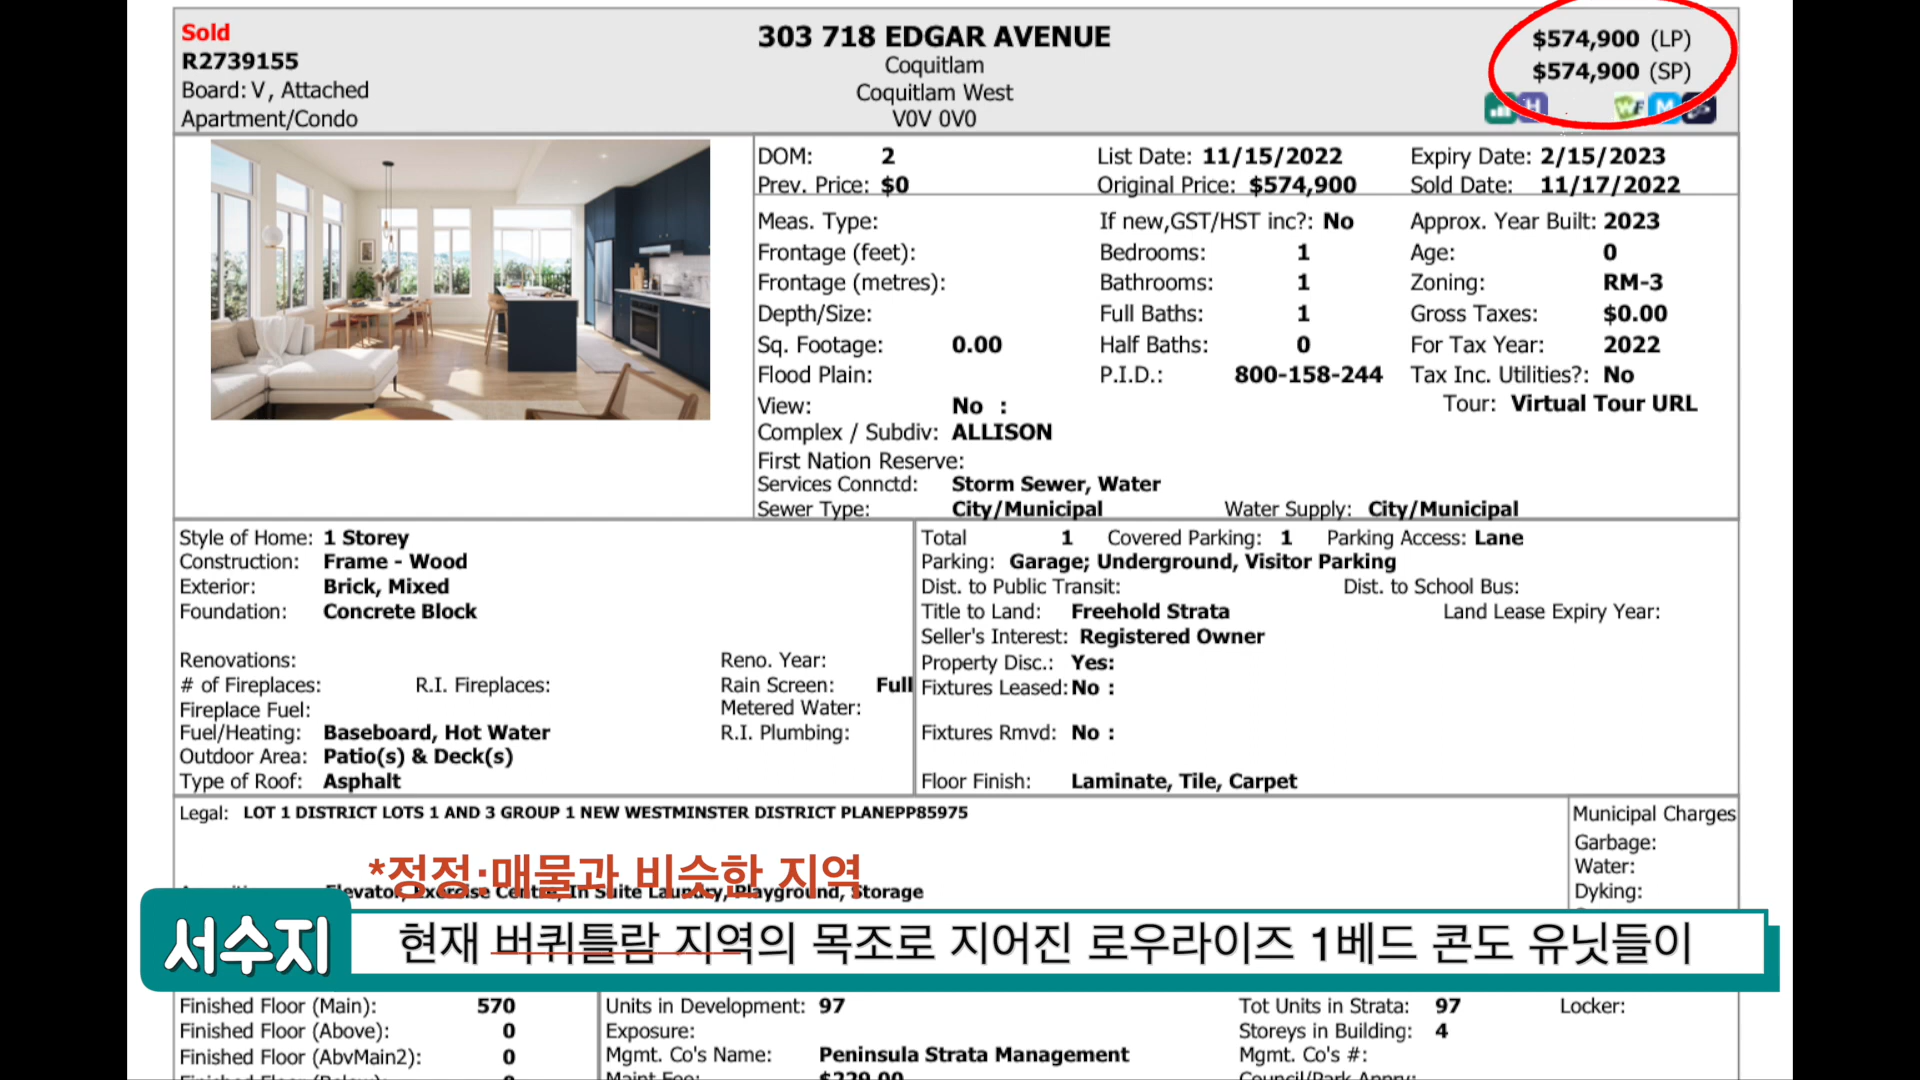 Sold
303 718 EDGAR AVENUE
$574,900 (LP)
R2739155
Coquitlam
$574,900 (SP)
Board: V, Attached
Coquitlam West
Apartment/Condo
V0V 0V0
H WF M
DOM: 2 List Date: 11/15/2022 Expiry Date: 2/15/2023
Prev. Price: $0 Original Price: $574,900 Sold Date: 11/17/2022
Meas. Type: If new,GST/HST inc?: No Approx. Year Built: 2023
Frontage (feet): Bedrooms: 1 Age: 0
Frontage (metres): Bathrooms: 1 Zoning: RM-3
Depth/Size: Full Baths: 1 Gross Taxes: $0.00
Sq. Footage: 0.00 Half Baths: 0 For Tax Year: 2022
Flood Plain: P.I.D.: 800-158-244 Tax Inc. Utilities?: No
View: No : Tour: Virtual Tour URL
Complex / Subdiv: ALLISON
First Nation Reserve:
Services Connctd: Storm Sewer, Water
Sewer Type: City/Municipal Water Supply: City/Municipal
Style of Home: 1 Storey
Construction: Frame - Wood
Exterior: Brick, Mixed
Foundation: Concrete Block
Renovations: Reno. Year:
# of Fireplaces: R.I. Fireplaces: Rain Screen: Full
Fireplace Fuel: Metered Water:
Fuel/Heating: Baseboard, Hot Water R.I. Plumbing:
Outdoor Area: Patio(s) & Deck(s)
Type of Roof: Asphalt
Total 1 Covered Parking: 1 Parking Access: Lane
Parking: Garage; Underground, Visitor Parking
Dist. to Public Transit: Dist. to School Bus:
Title to Land: Freehold Strata Land Lease Expiry Year:
Seller's Interest: Registered Owner
Property Disc.: Yes:
Fixtures Leased: No :
Fixtures Rmvd: No :
Floor Finish: Laminate, Tile, Carpet
Legal: LOT 1 DISTRICT LOTS 1 AND 3 GROUP 1 NEW WESTMINSTER DISTRICT PLANEPP85975
Municipal Charges
Garbage:
Water:
Dyking:
*정정:매물과 비슷한 지역
Elevator, Exercise Centre, In Suite Laundry, Playground, Storage
서수지
현재 버퀴틀람 지역의 목조로 지어진 로우라이즈 1베드 콘도 유닛들이
Finished Floor (Main): 570 Units in Development: 97 Tot Units in Strata: 97 Locker:
Finished Floor (Above): 0 Exposure: Storeys in Building: 4
Finished Floor (AbvMain2): 0 Mgmt. Co's Name: Peninsula Strata Management Mgmt. Co's #:
Maint Fee: $229.00